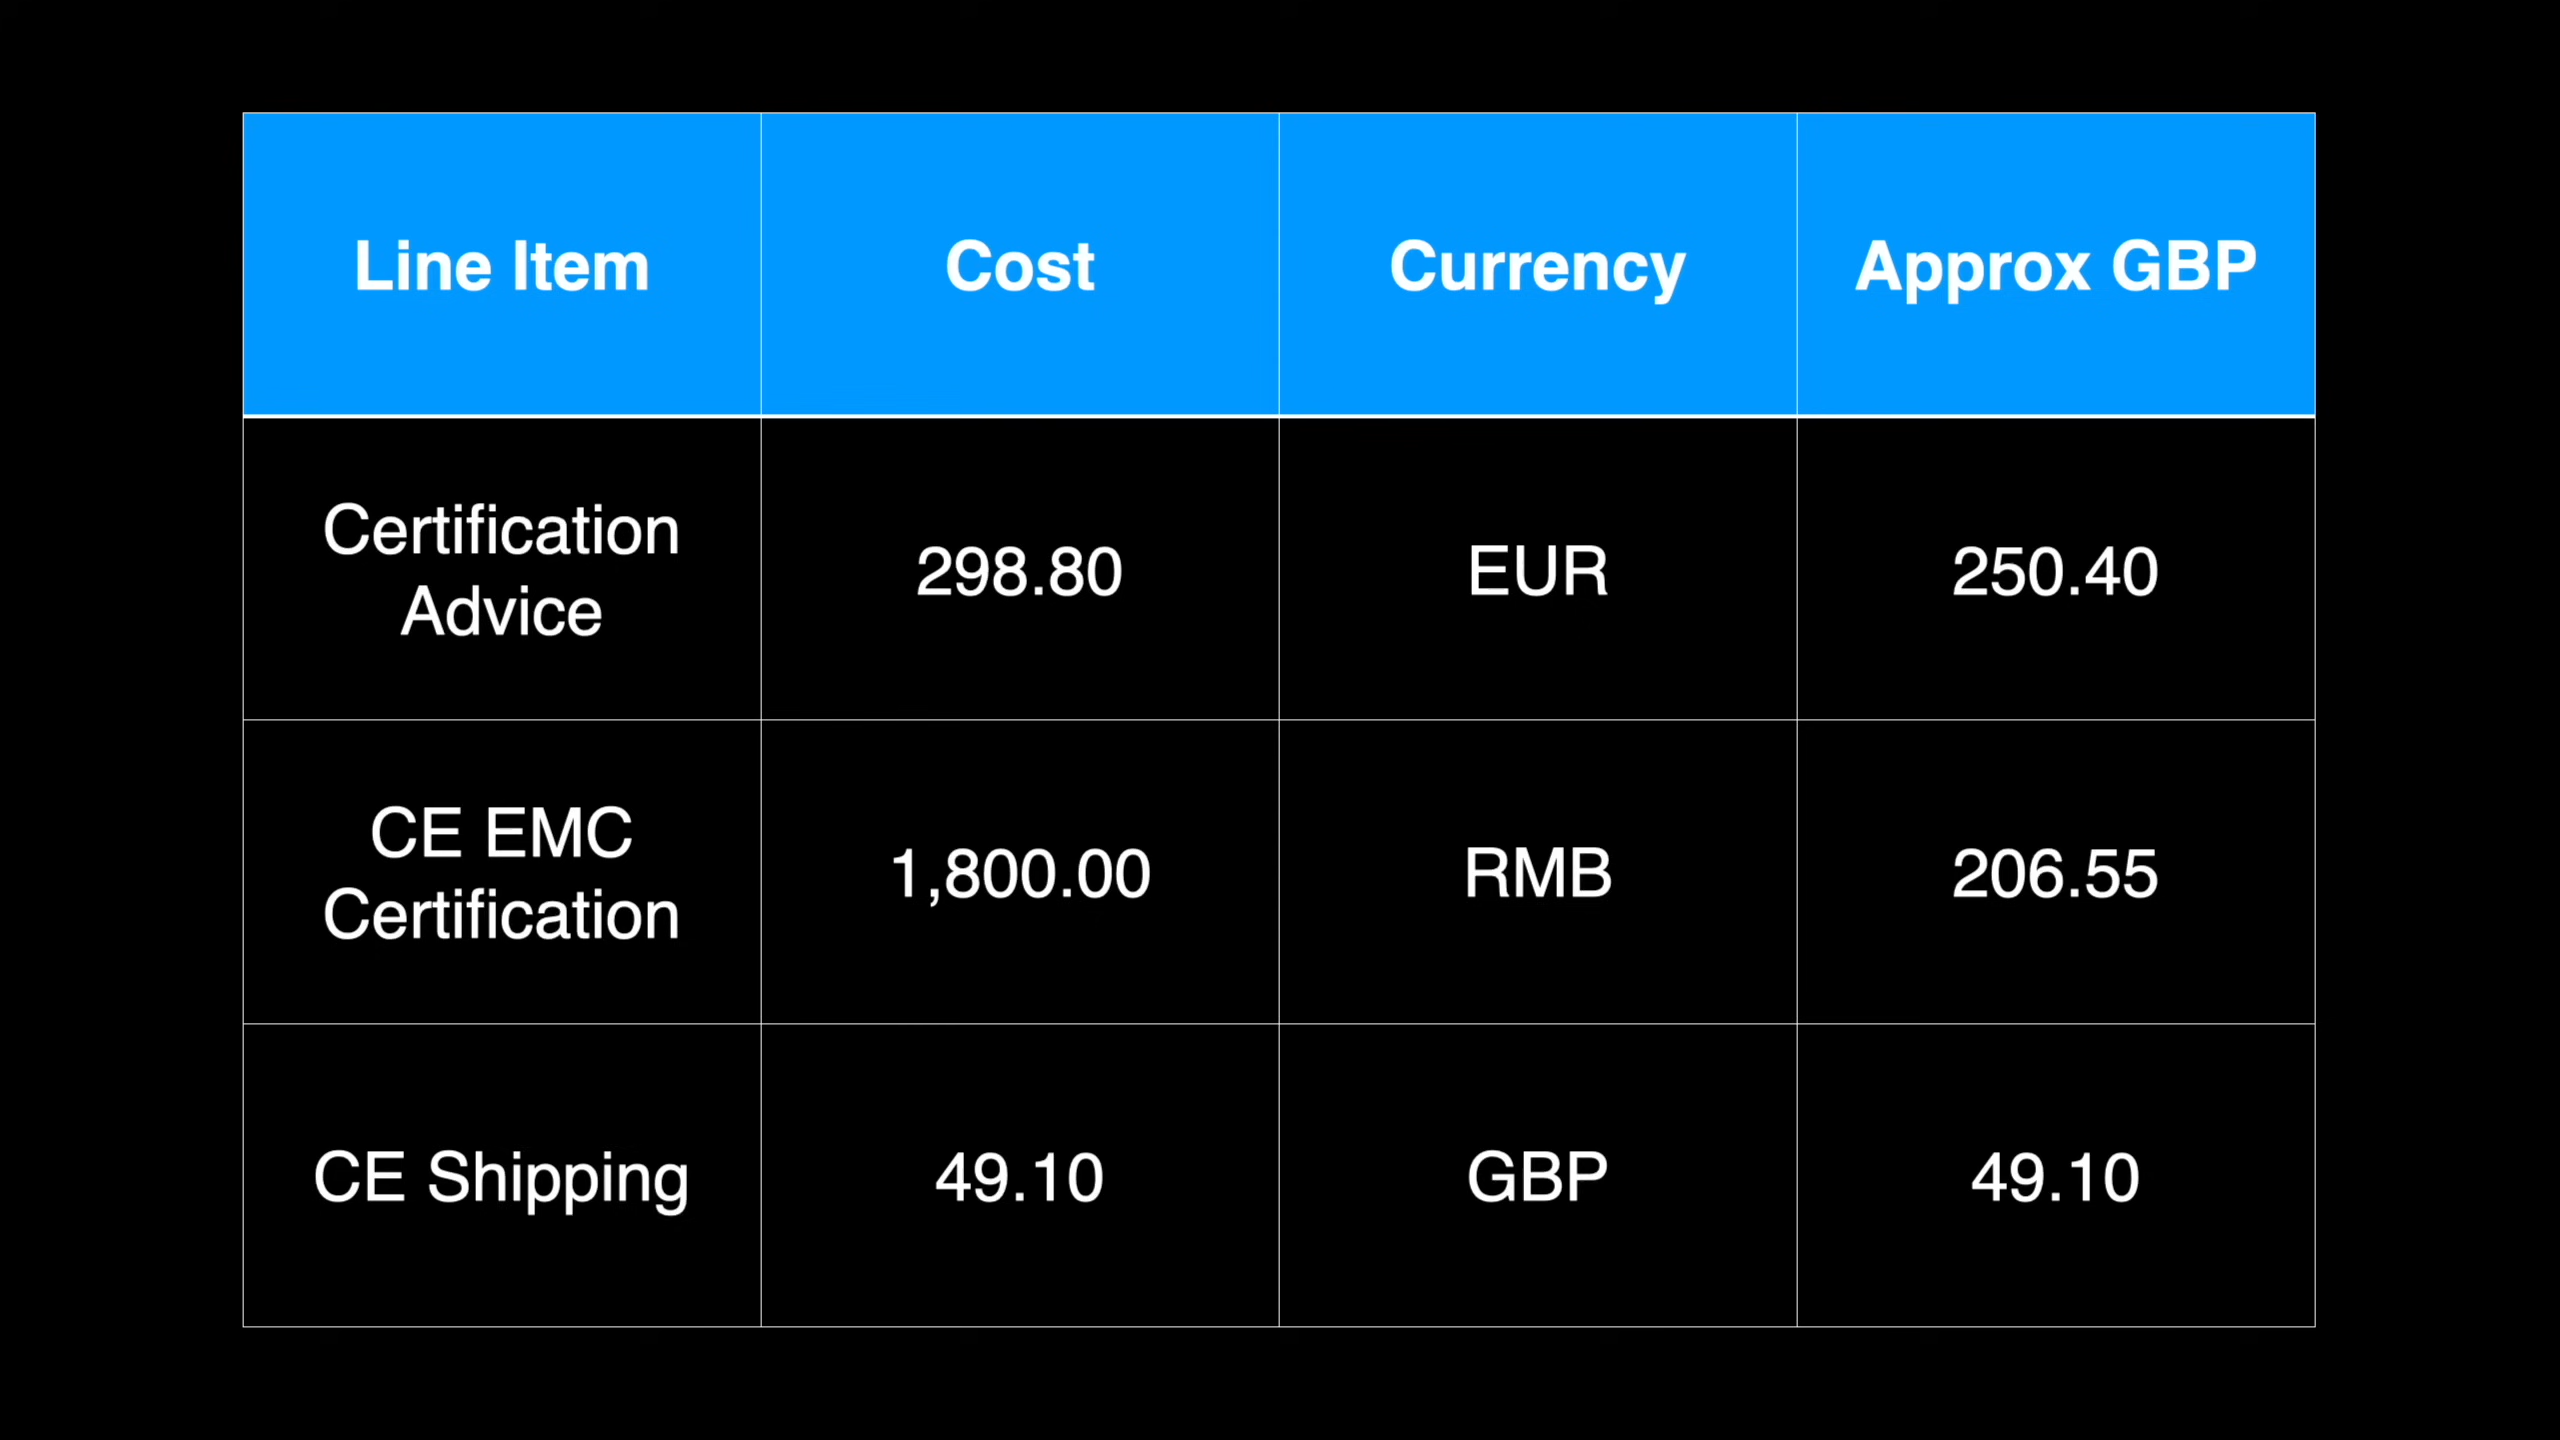 Line Item Cost Currency Approx GBP
Certification
Advice
298.80 EUR 250.40
CE EMC
Certification
1,800.00 RMB 206.55
CE Shipping 49.10 GBP 49.10